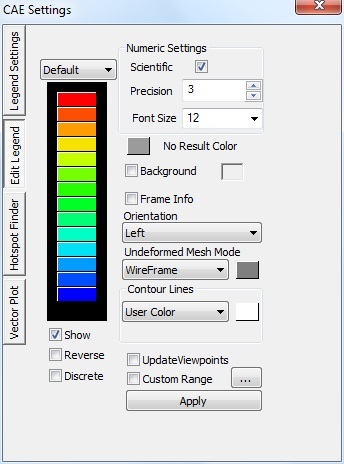 CAE Settings
Legend Settings
Edit Legend
Hotspot Finder
Vector Plot
Default
Show
Reverse
Discrete
Numeric Settings
Scientific
Precision 3
Font Size 12
No Result Color
Background
Frame Info
Orientation
Left
Undeformed Mesh Mode
WireFrame
Contour Lines
User Color
UpdateViewpoints
Custom Range ...
Apply